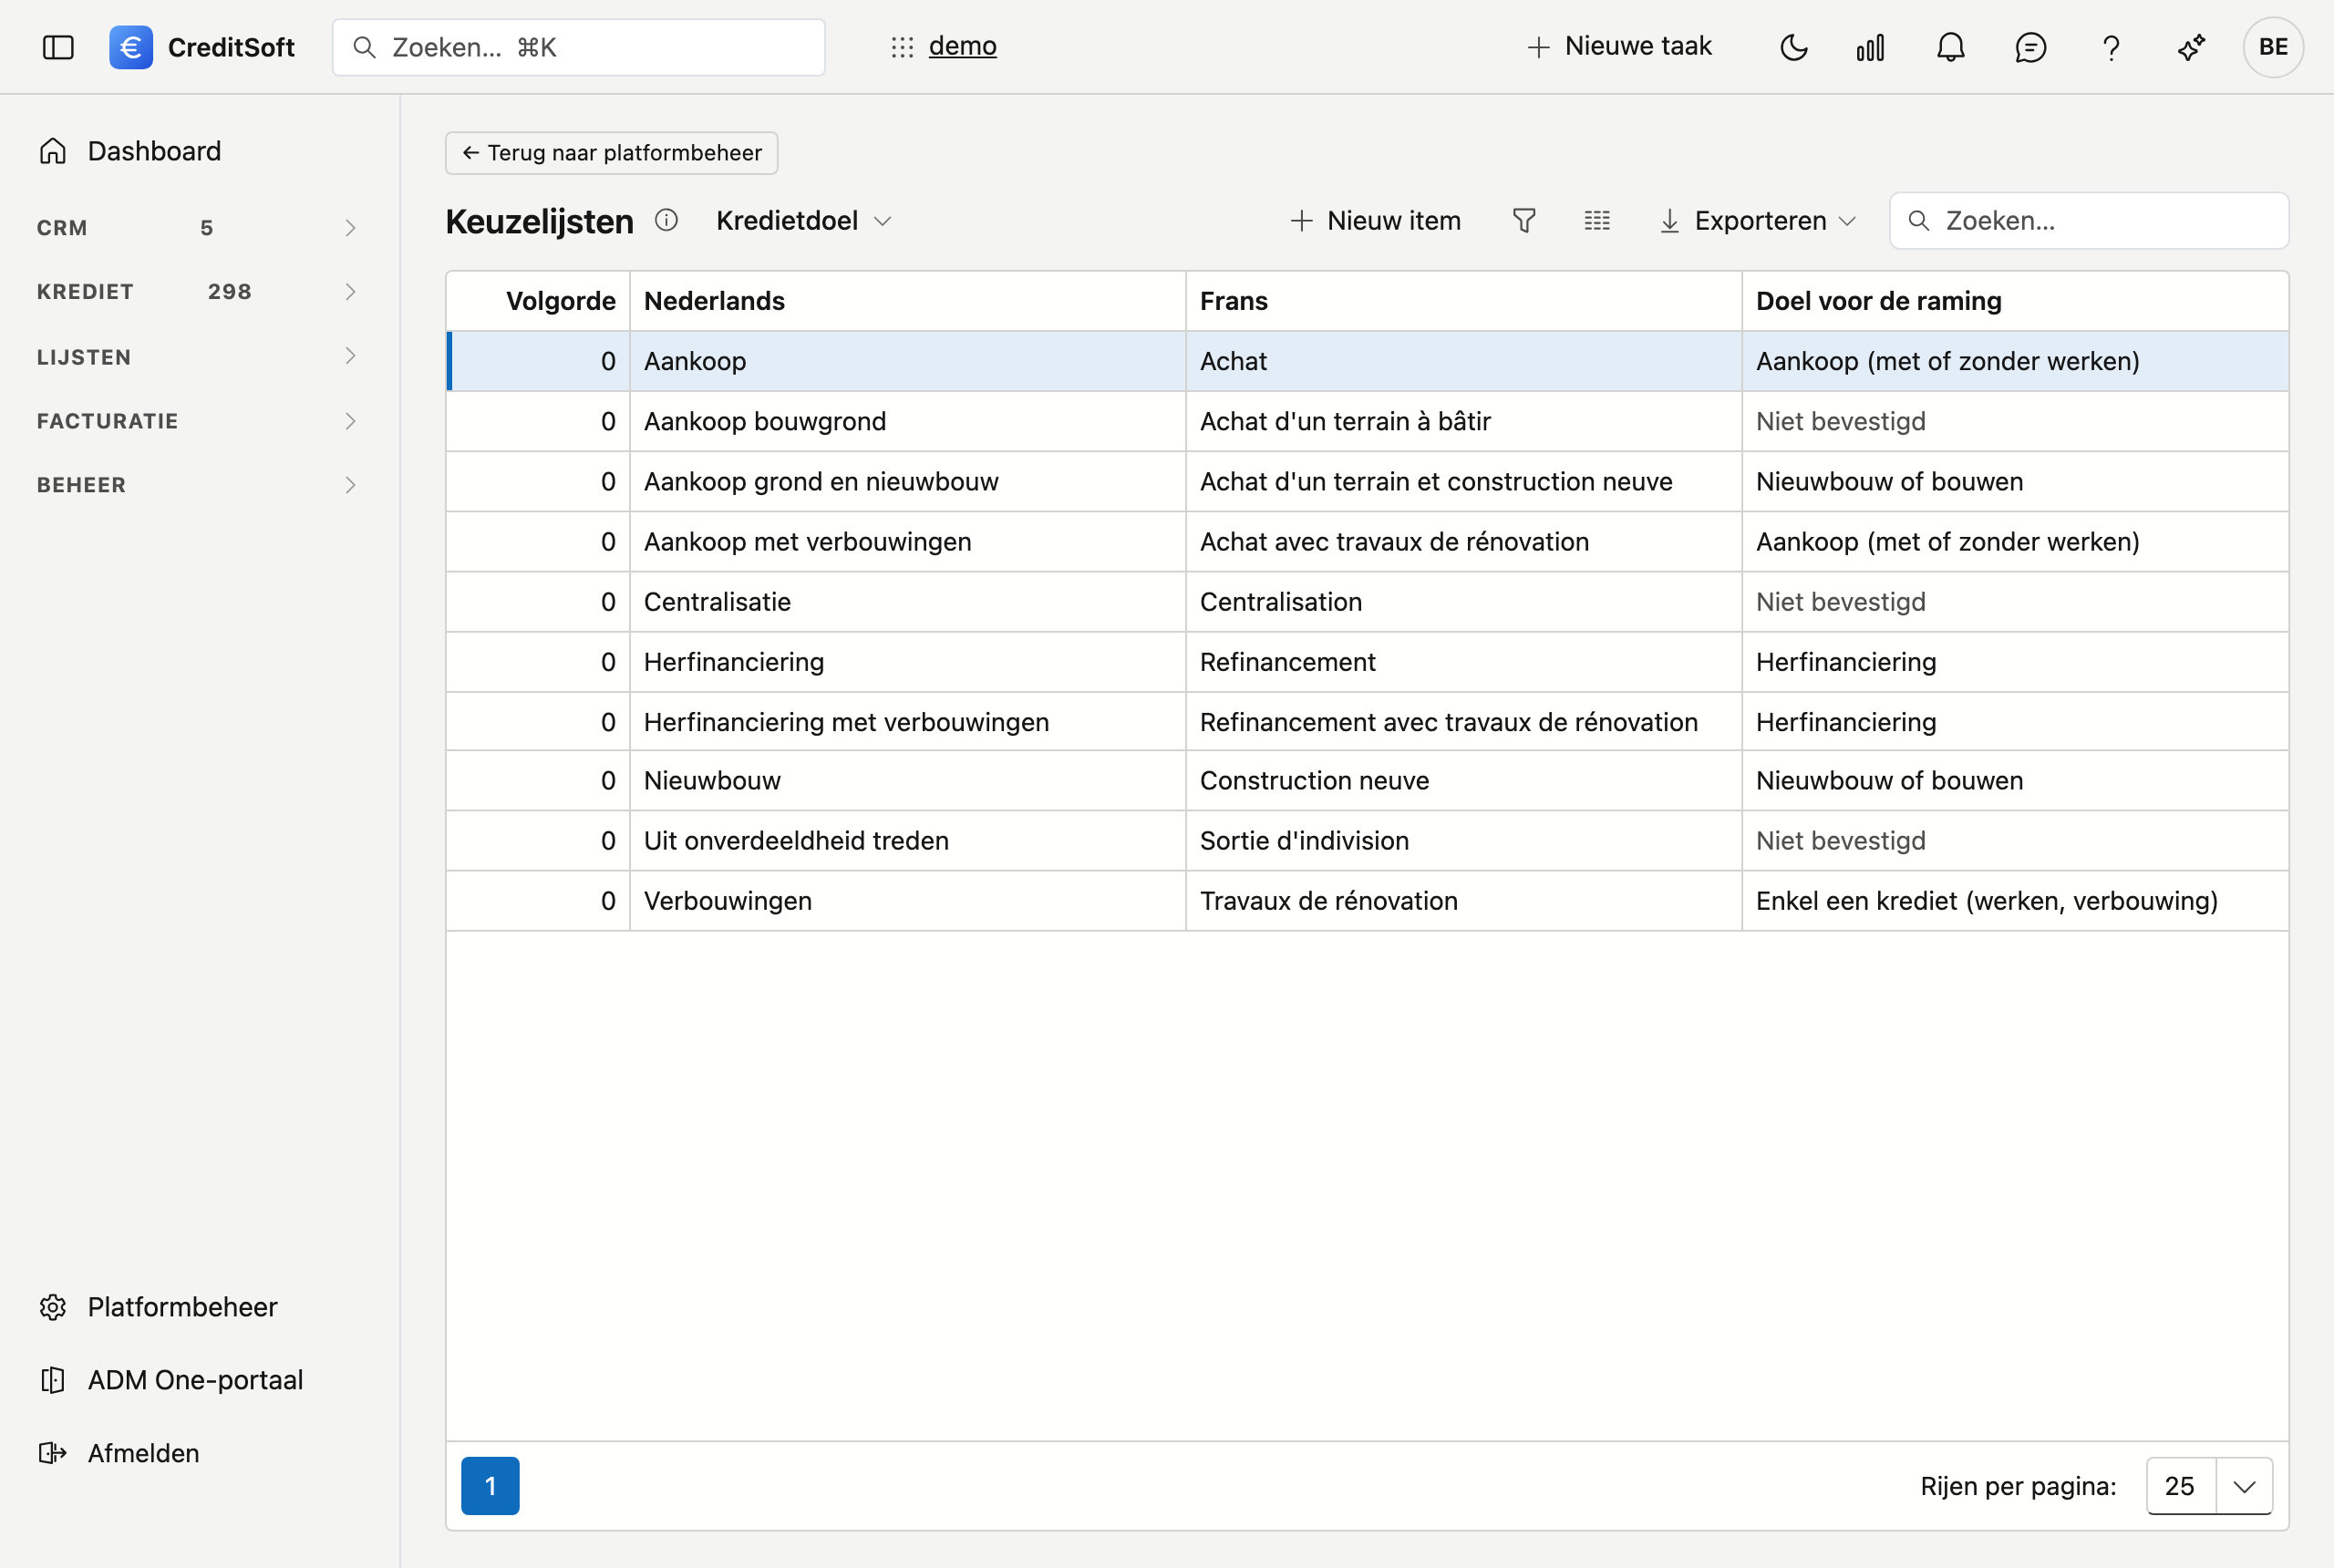 CreditSoft
Zoeken... ⌘K
demo
Nieuwe taak
BE
Dashboard
CRM 5
KREDIET 298
LIJSTEN
FACTURATIE
BEHEER
Platformbeheer
ADM One-portaal
Afmelden
← Terug naar platformbeheer
Keuzelijsten Kredietdoel
Nieuw item
Exporteren
Zoeken...
Volgorde Nederlands Frans Doel voor de raming
0 Aankoop Achat Aankoop (met of zonder werken)
0 Aankoop bouwgrond Achat d'un terrain à bâtir Niet bevestigd
0 Aankoop grond en nieuwbouw Achat d'un terrain et construction neuve Nieuwbouw of bouwen
0 Aankoop met verbouwingen Achat avec travaux de rénovation Aankoop (met of zonder werken)
0 Centralisatie Centralisation Niet bevestigd
0 Herfinanciering Refinancement Herfinanciering
0 Herfinanciering met verbouwingen Refinancement avec travaux de rénovation Herfinanciering
0 Nieuwbouw Construction neuve Nieuwbouw of bouwen
0 Uit onverdeeldheid treden Sortie d'indivision Niet bevestigd
0 Verbouwingen Travaux de rénovation Enkel een krediet (werken, verbouwing)
1
Rijen per pagina: 25